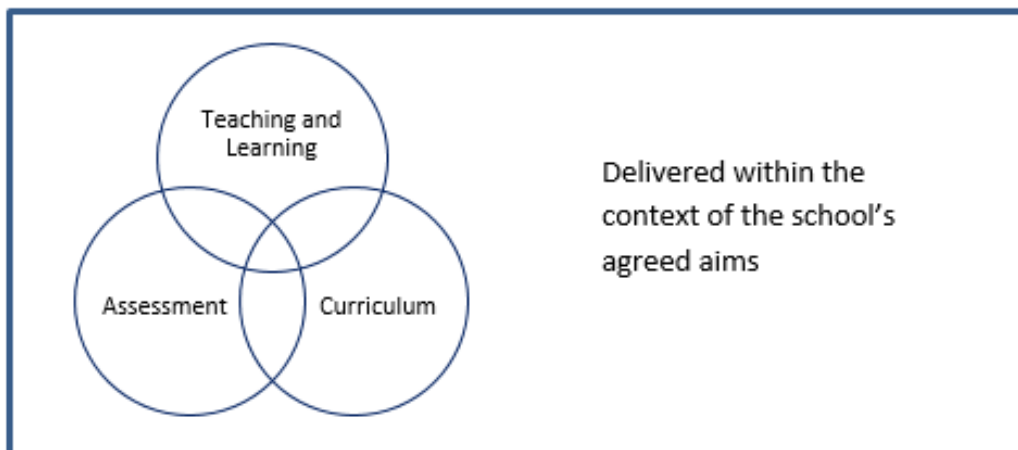 Teaching and
Learning
Assessment
Curriculum
Delivered within the
context of the school’s
agreed aims